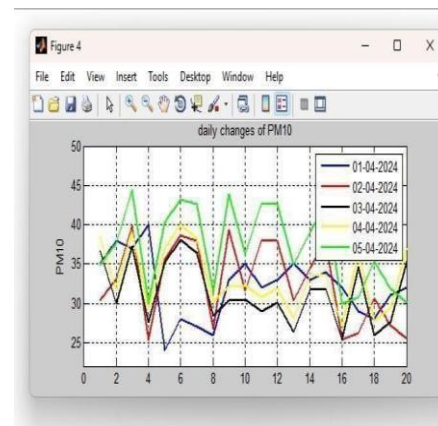 Figure 4
File Edit View Insert Tools Desktop Window Help
daily changes of PM10
50
45
40
35
30
25
PM10
01-04-2024
02-04-2024
03-04-2024
04-04-2024
05-04-2024
0 2 4 6 8 10 12 14 16 18 20